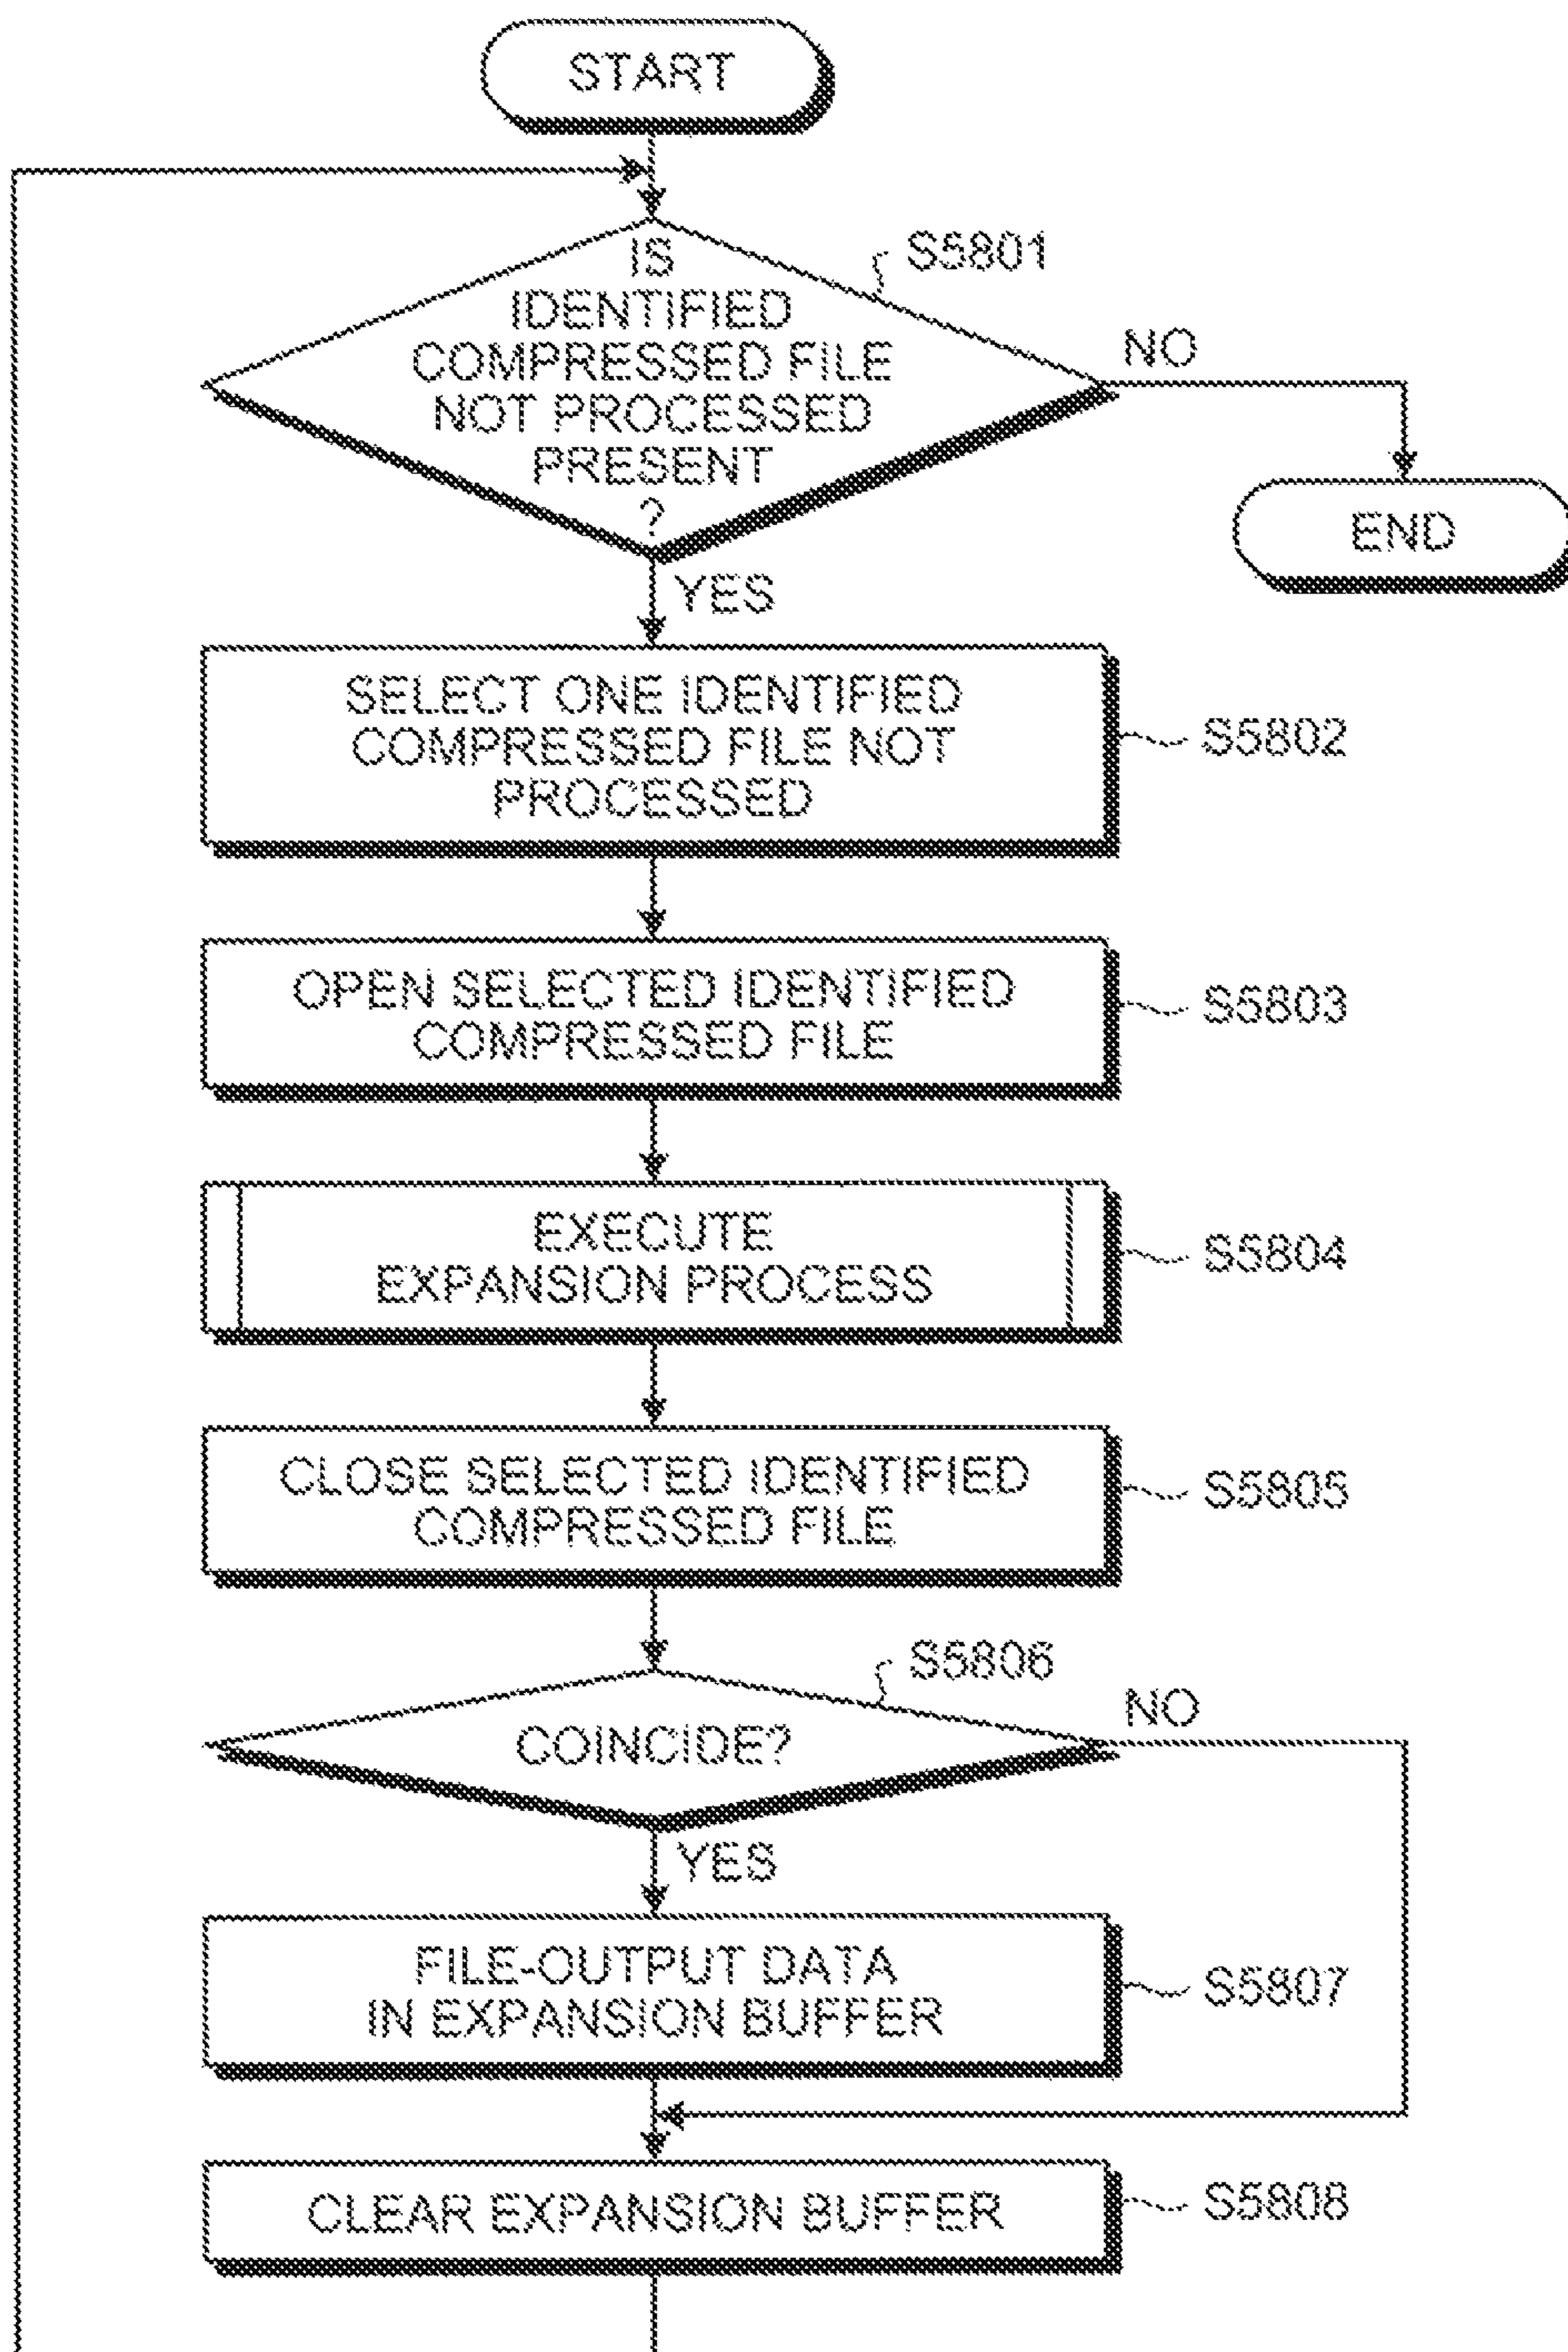 START
S5801
IS
IDENTIFIED
COMPRESSED FILE
NOT PROCESSED
PRESENT
?
NO
END
YES
SELECT ONE IDENTIFIED
COMPRESSED FILE NOT
PROCESSED
S5802
OPEN SELECTED IDENTIFIED
COMPRESSED FILE
S5803
EXECUTE
EXPANSION PROCESS
S5804
CLOSE SELECTED IDENTIFIED
COMPRESSED FILE
S5805
S5806
COINCIDE?
NO
YES
FILE-OUTPUT DATA
IN EXPANSION BUFFER
S5807
CLEAR EXPANSION BUFFER
S5808